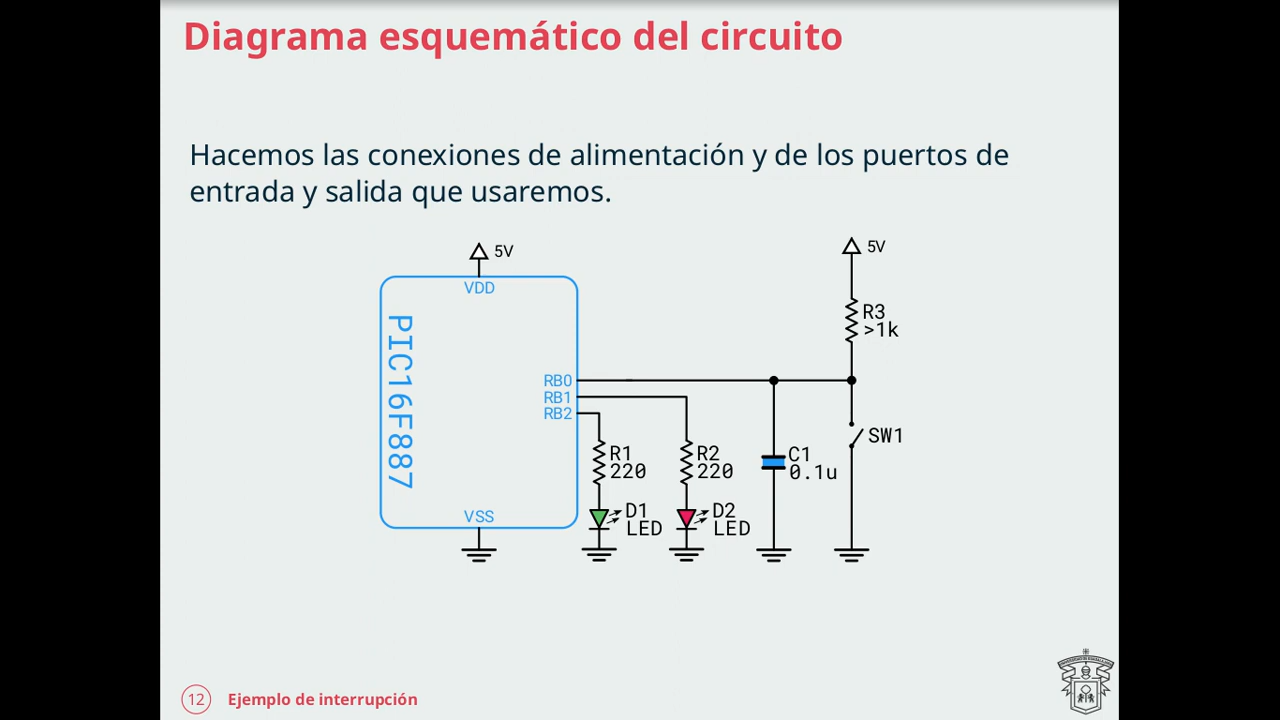 Diagrama esquemático del circuito
Hacemos las conexiones de alimentación y de los puertos de
entrada y salida que usaremos.
5V
VDD
PIC16F887
RB0
RB1
RB2
VSS
R1
220
D1
LED
R2
220
D2
LED
C1
0.1u
5V
R3
>1k
SW1
12
Ejemplo de interrupción